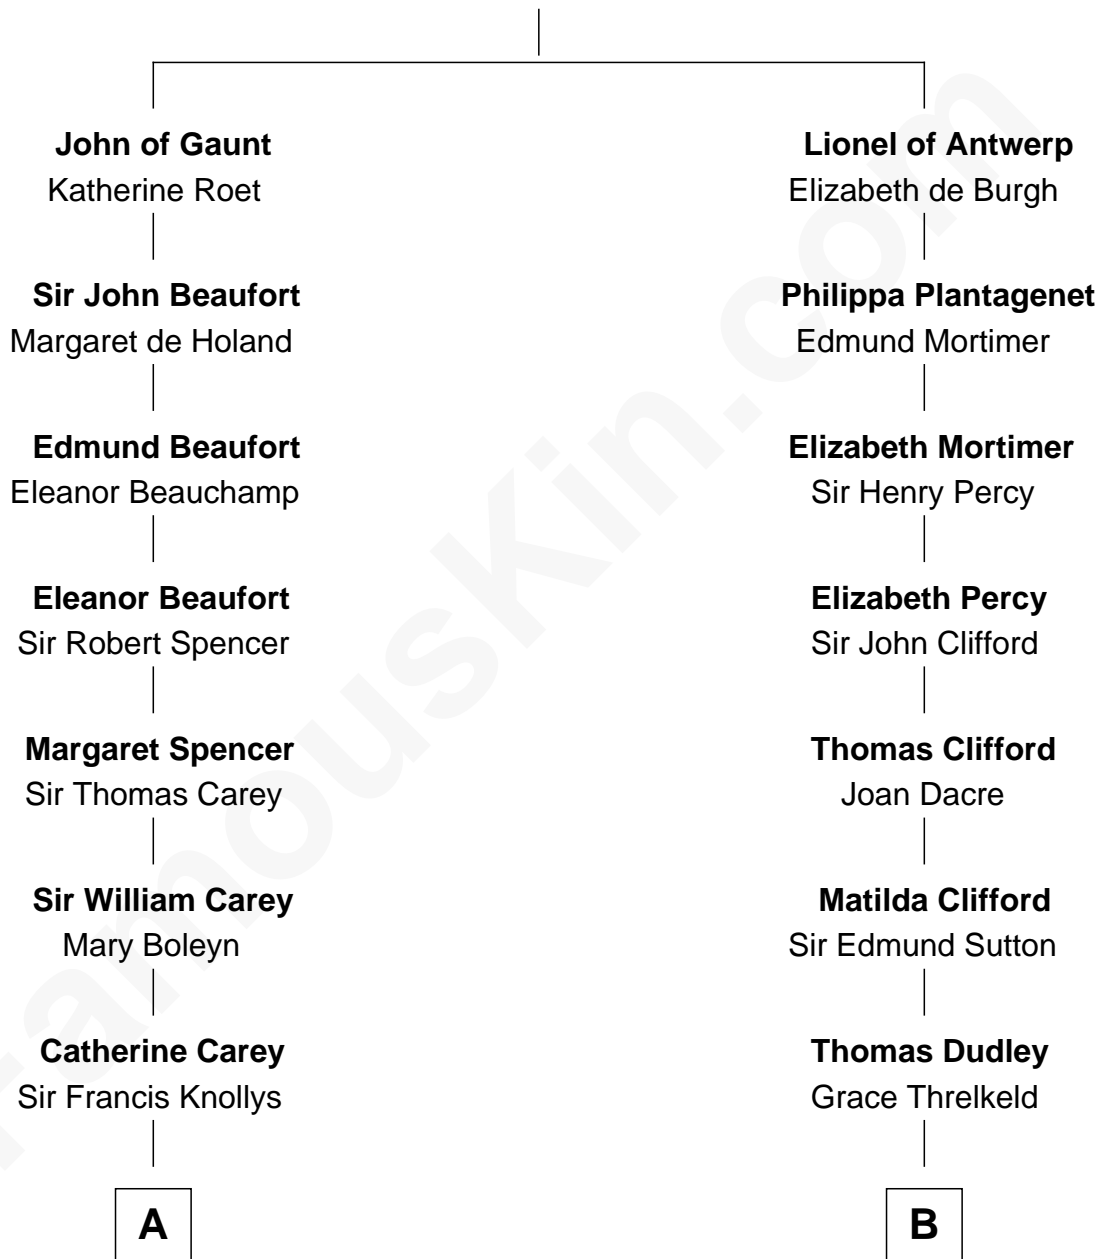 John of Gaunt
Katherine Roet
Sir John Beaufort
Margaret de Holand
Edmund Beaufort
Eleanor Beauchamp
Eleanor Beaufort
Sir Robert Spencer
Margaret Spencer
Sir Thomas Carey
Sir William Carey
Mary Boleyn
Catherine Carey
Sir Francis Knollys
A
Lionel of Antwerp
Elizabeth de Burgh
Philippa Plantagenet
Edmund Mortimer
Elizabeth Mortimer
Sir Henry Percy
Elizabeth Percy
Sir John Clifford
Thomas Clifford
Joan Dacre
Matilda Clifford
Sir Edmund Sutton
Thomas Dudley
Grace Threlkeld
B
FamousKin.com